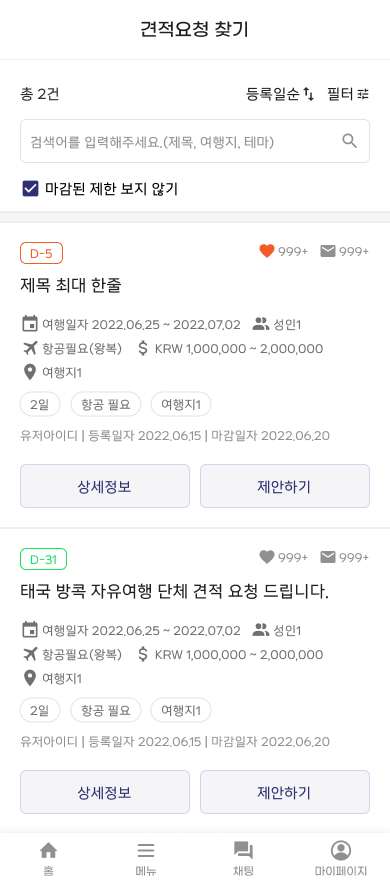 견적요청 찾기
총 2건 등록일순 필터
검색어를 입력해주세요.(제목, 여행지, 테마)
마감된 제한 보지 않기
D-5 999+ 999+
제목 최대 한줄
여행일자 2022.06.25 ~ 2022.07.02 성인1
항공필요(왕복) $ KRW 1,000,000 ~ 2,000,000
여행지1
2일 항공 필요 여행지1
유저아이디 | 등록일자 2022.06.15 | 마감일자 2022.06.20
상세정보 제안하기
D-31 999+ 999+
태국 방콕 자유여행 단체 견적 요청 드립니다.
여행일자 2022.06.25 ~ 2022.07.02 성인1
항공필요(왕복) $ KRW 1,000,000 ~ 2,000,000
여행지1
2일 항공 필요 여행지1
유저아이디 | 등록일자 2022.06.15 | 마감일자 2022.06.20
상세정보 제안하기
홈 메뉴 채팅 마이페이지